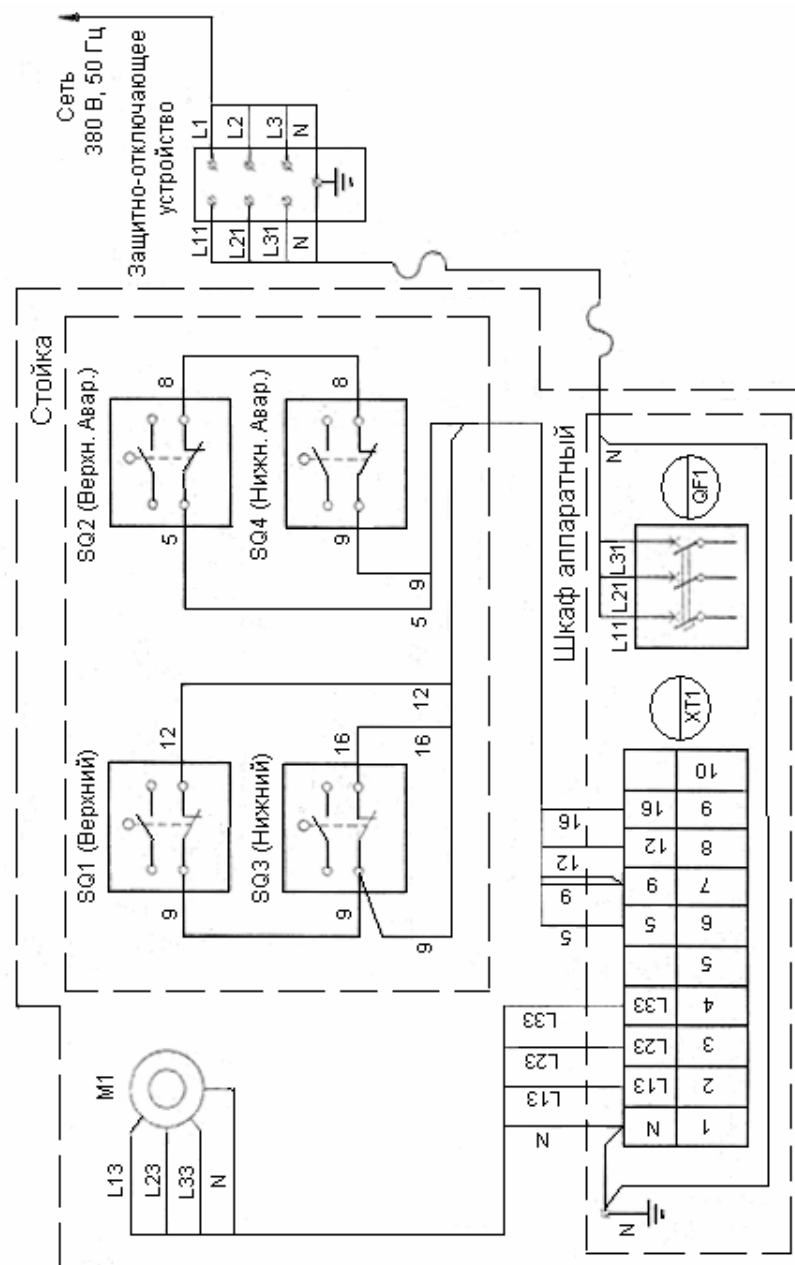 Сеть
380 В, 50 Гц
Защитно-отключающее
устройство
L1
L2
L3
N
L11
L21
L31
N
Стойка
SQ2 (Верхн. Авар.)
8
5
SQ4 (Нижн. Авар.)
8
9
9
5
SQ1 (Верхний)
12
9
SQ3 (Нижний)
16
9
12
16
9
M1
L13
L23
L33
N
Шкаф аппаратный
N
QF1
L11
L21
L31
XT1
16
12
9
5
L33
L23
L13
N
10
16
9
12
8
9
7
5
6
5
L33
4
L23
3
L13
2
N
1
N